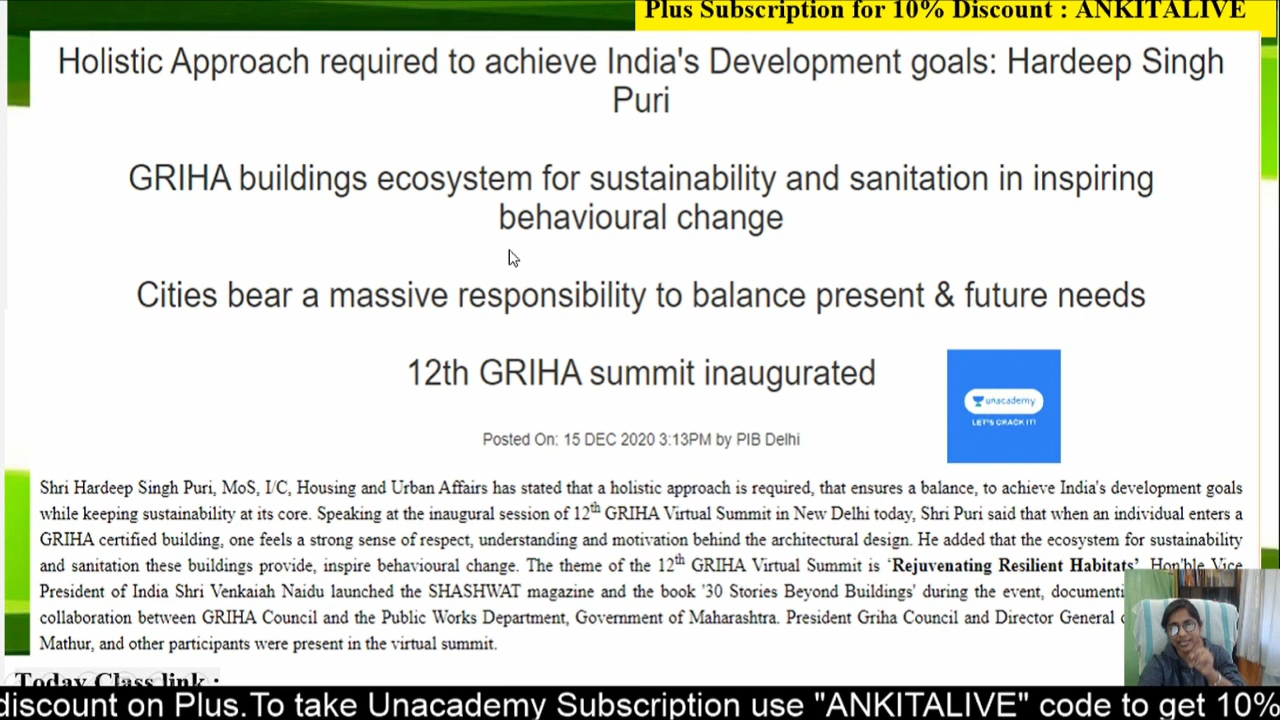 Plus Subscription for 10% Discount : ANKITALIVE
Holistic Approach required to achieve India's Development goals: Hardeep Singh
Puri
GRIHA buildings ecosystem for sustainability and sanitation in inspiring
behavioural change
Cities bear a massive responsibility to balance present & future needs
12th GRIHA summit inaugurated
unacademy
LET'S CRACK IT!
Posted On: 15 DEC 2020 3:13PM by PIB Delhi
Shri Hardeep Singh Puri, MoS, I/C, Housing and Urban Affairs has stated that a holistic approach is required, that ensures a balance, to achieve India's development goals
while keeping sustainability at its core. Speaking at the inaugural session of 12th GRIHA Virtual Summit in New Delhi today, Shri Puri said that when an individual enters a
GRIHA certified building, one feels a strong sense of respect, understanding and motivation behind the architectural design. He added that the ecosystem for sustainability
and sanitation these buildings provide, inspire behavioural change. The theme of the 12th GRIHA Virtual Summit is ‘Rejuvenating Resilient Habitats’. Hon'ble Vice
President of India Shri Venkaiah Naidu launched the SHASHWAT magazine and the book '30 Stories Beyond Buildings' during the event,
collaboration between GRIHA Council and the Public Works Department, Government of Maharashtra. President Griha Council and Director General
Mathur, and other participants were present in the virtual summit.
Today Class link :
discount on Plus.To take Unacademy Subscription use "ANKITALIVE" code to get 10%